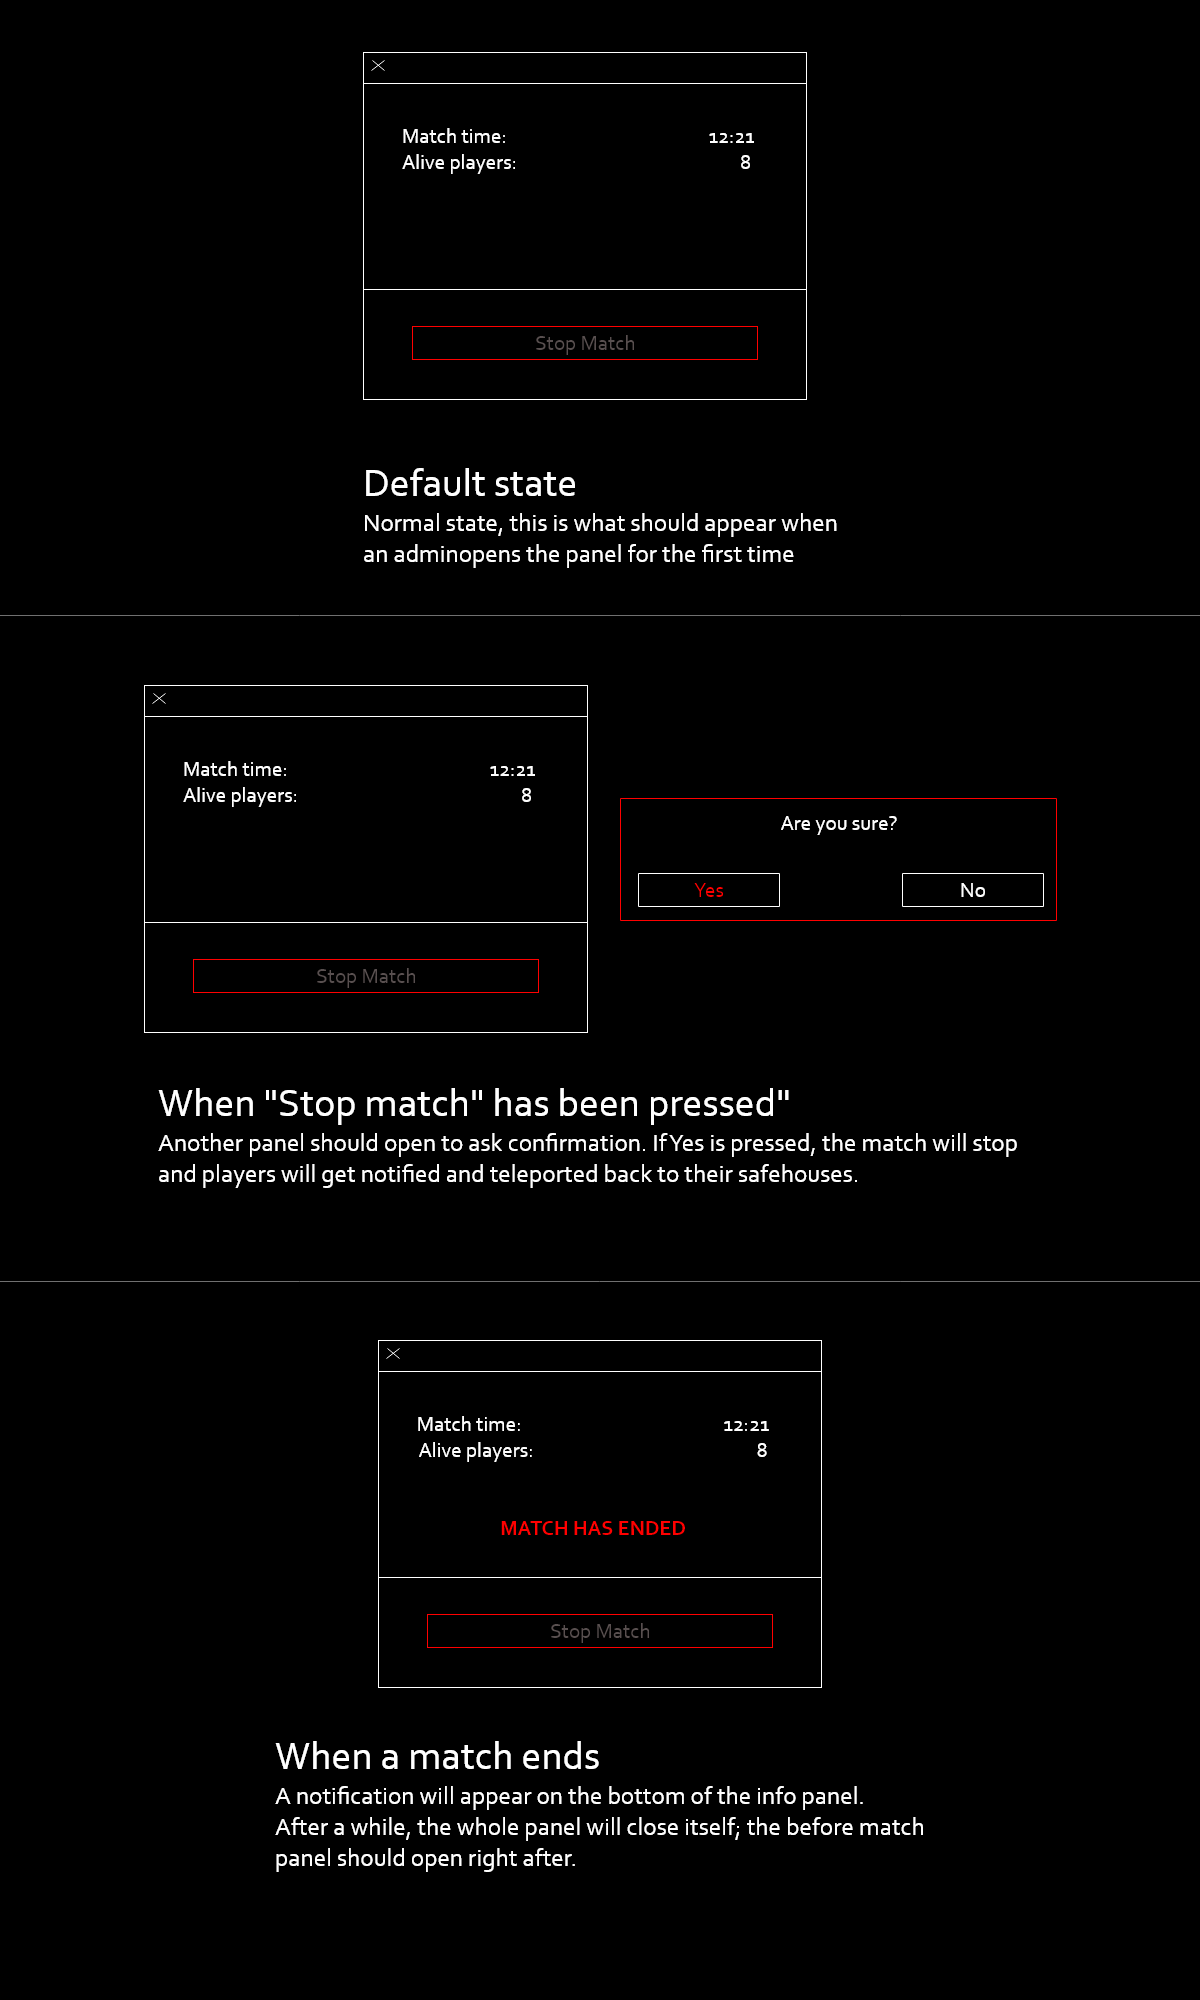 Match time: 12:21
Alive players: 8
Stop Match
Default state
Normal state, this is what should appear when
an adminopens the panel for the first time
Match time: 12:21
Alive players: 8
Are you sure?
Yes No
Stop Match
When "Stop match" has been pressed"
Another panel should open to ask confirmation. If Yes is pressed, the match will stop
and players will get notified and teleported back to their safehouses.
Match time: 12:21
Alive players: 8
MATCH HAS ENDED
Stop Match
When a match ends
A notification will appear on the bottom of the info panel.
After a while, the whole panel will close itself; the before match
panel should open right after.